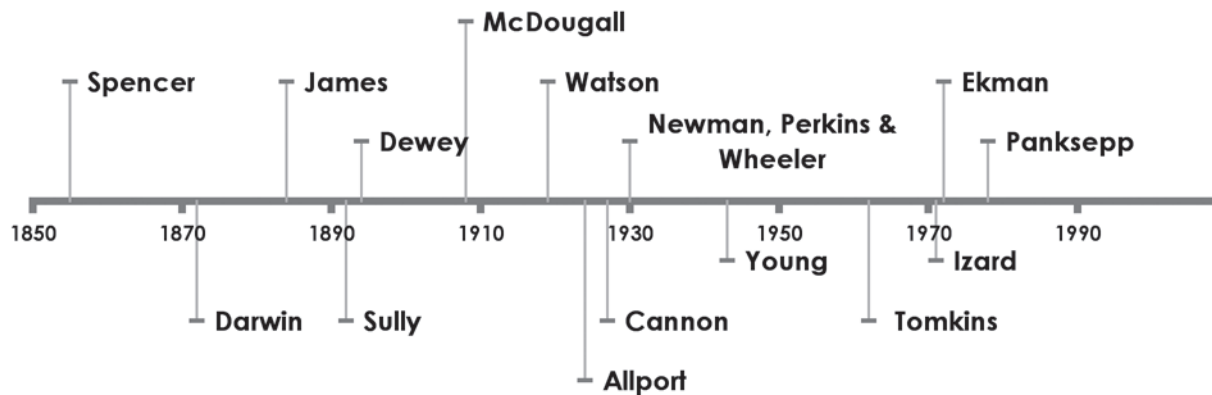 McDougall
Spencer
James
Watson
Ekman
Dewey
Newman, Perkins &
Wheeler
Panksepp
1850
1870
1890
1910
1930
1950
1970
1990
Young
Izard
Darwin
Sully
Cannon
Tomkins
Allport